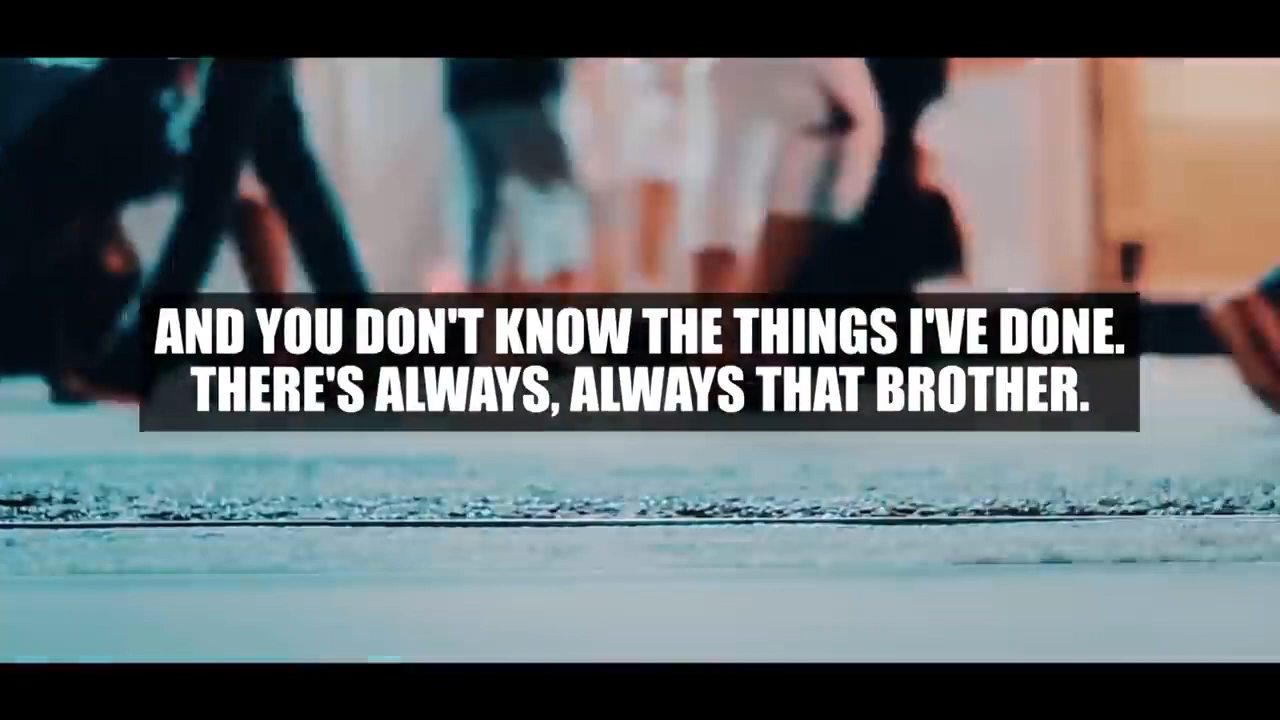 AND YOU DON'T KNOW THE THINGS I'VE DONE.
THERE'S ALWAYS, ALWAYS THAT BROTHER.